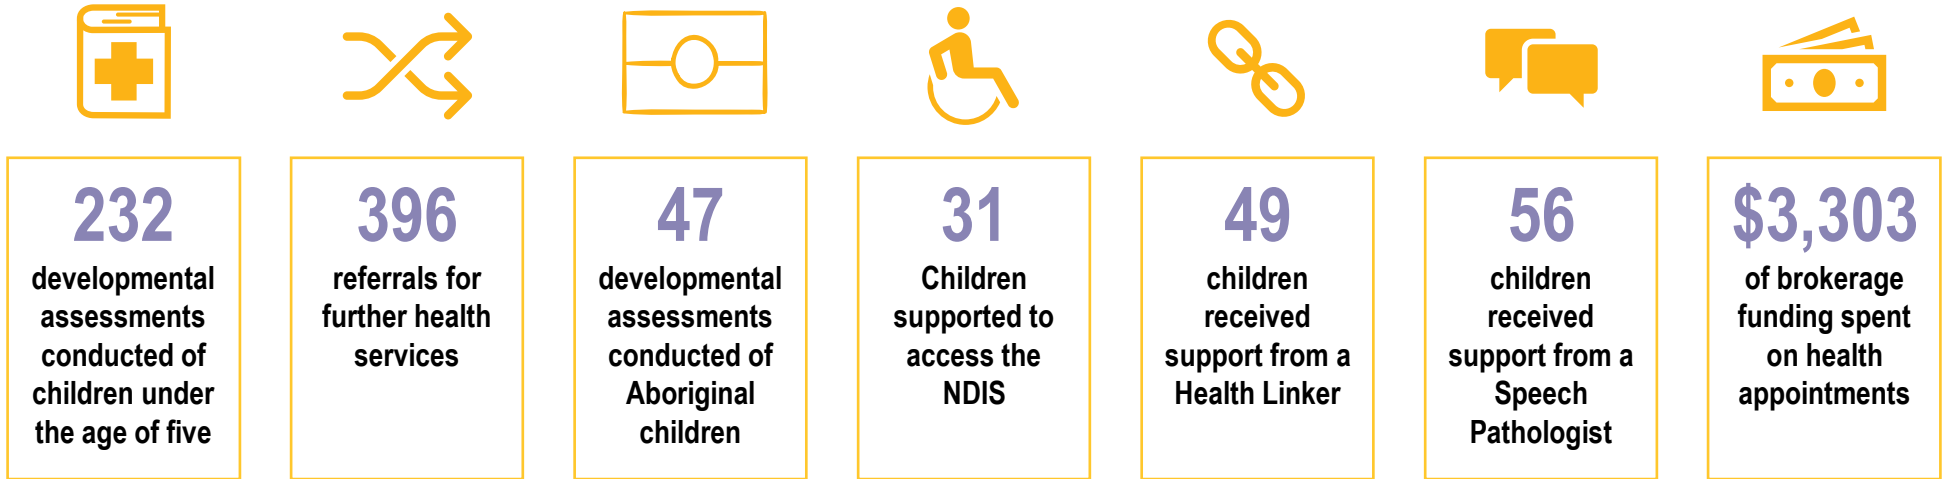 232
developmental
assessments
conducted of
children under
the age of five
396
referrals for
further health
services
47
developmental
assessments
conducted of
Aboriginal
children
31
Children
supported to
access the
NDIS
49
children
received
support from a
Health Linker
56
children
received
support from a
Speech
Pathologist
$3,303
of brokerage
funding spent
on health
appointments